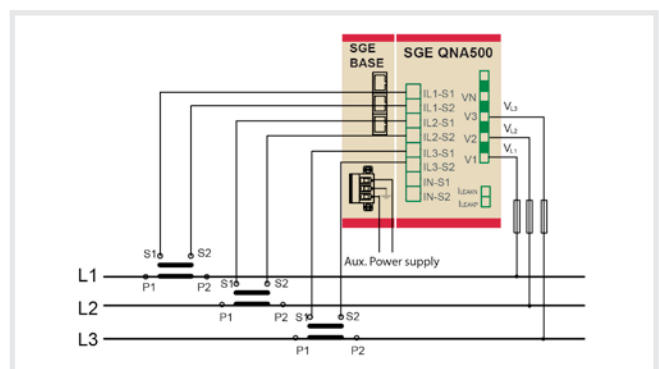 SGE BASE
SGE QNA500
IL1-S1
IL1-S2
IL2-S1
IL2-S2
IL3-S1
IL3-S2
IN-S1
IN-S2
VN
V3
V2
V1
ILEAKN
ILEAKP
VL3
VL2
VL1
Aux. Power supply
S1 S2
L1
P1 P2
S1 S2
L2
P1 P2
S1 S2
L3
P1 P2